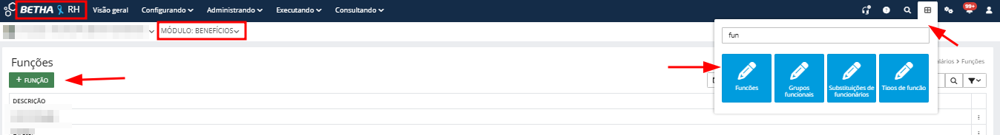 BETHA RH Visão geral Configurando Administrando Executando Consultando 99+
MÓDULO: BENEFÍCIOS
fun
Funções
alários > Funções
+ FUNÇÃO
Funções
Grupos funcionais
Substituições de funcionários
Tipos de função
DESCRIÇÃO